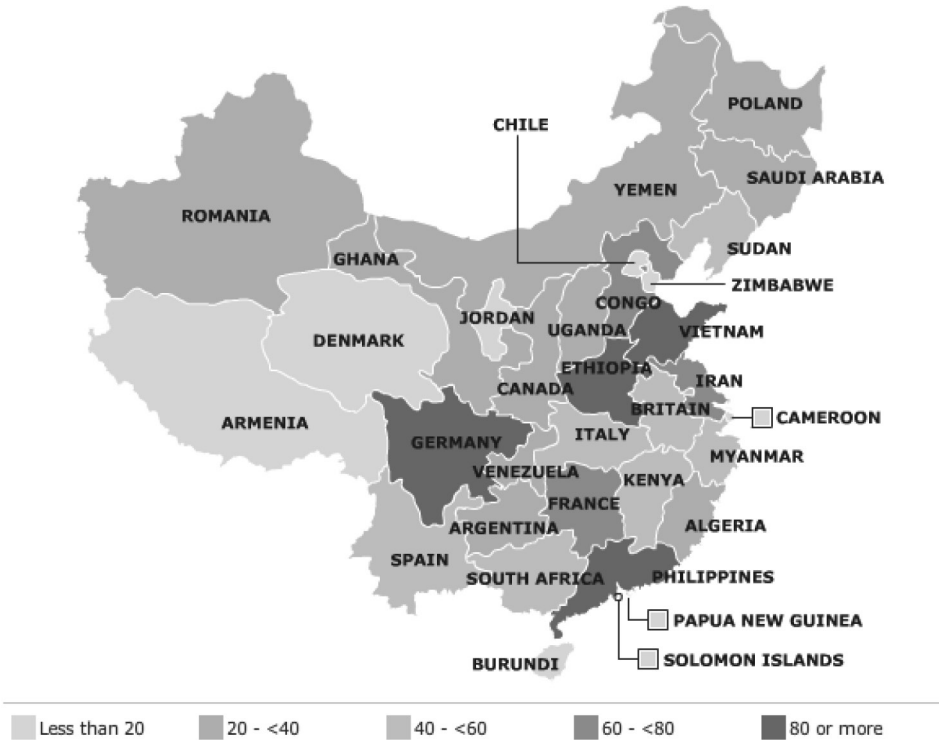 POLAND
CHILE
SAUDI ARABIA
YEMEN
ROMANIA
SUDAN
GHANA
ZIMBABWE
CONGO
JORDAN
UGANDA
VIETNAM
DENMARK
ETHIOPIA
IRAN
CANADA
BRITAIN
CAMEROON
ARMENIA
ITALY
GERMANY
MYANMAR
VENEZUELA
KENYA
FRANCE
ARGENTINA
ALGERIA
SPAIN
SOUTH AFRICA
PHILIPPINES
PAPUA NEW GUINEA
BURUNDI
SOLOMON ISLANDS
Less than 20
20 - <40
40 - <60
60 - <80
80 or more